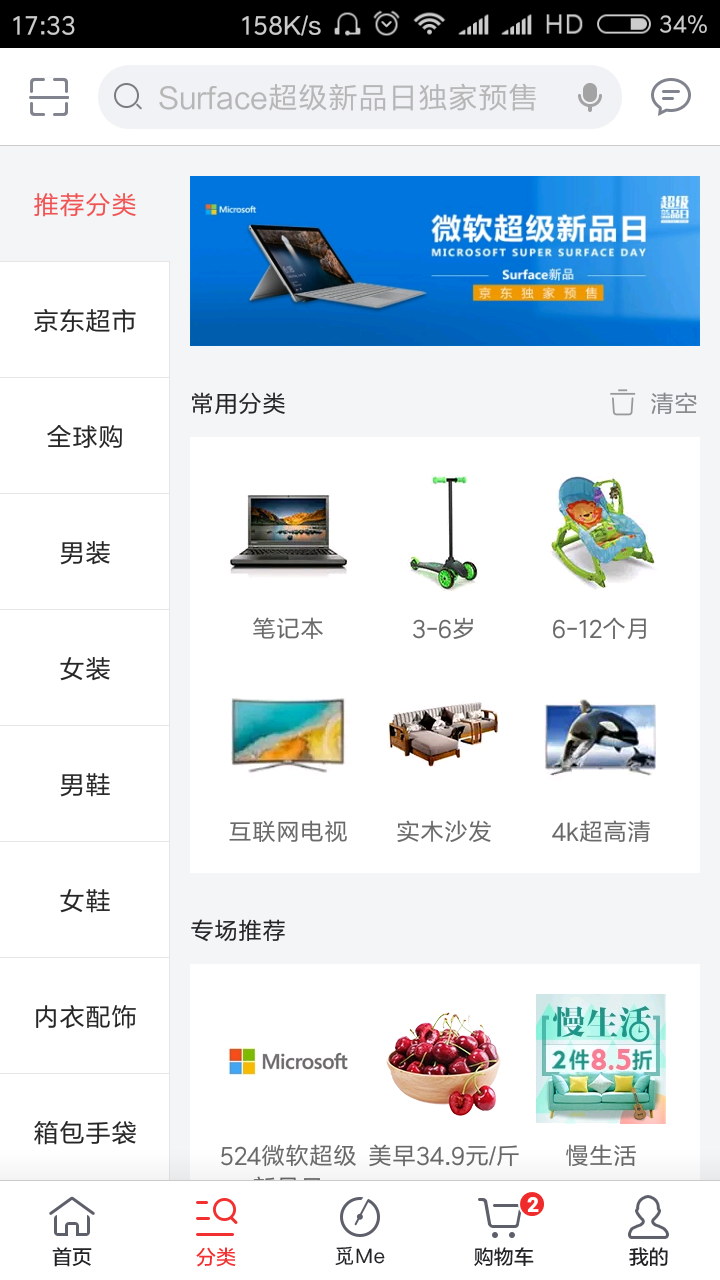 17:33
158K/s
HD
34%
Surface超级新品日独家预售
推荐分类
京东超市
全球购
男装
女装
男鞋
女鞋
内衣配饰
箱包手袋
Microsoft
超级
新品日
微软超级新品日
MICROSOFT SUPER SURFACE DAY
Surface新品
京东独家预售
常用分类
清空
笔记本
3-6岁
6-12个月
互联网电视
实木沙发
4k超高清
专场推荐
Microsoft
慢生活
2件8.5折
524微软超级
新品日
美早34.9元/斤
慢生活
首页
分类
觅Me
2
购物车
我的